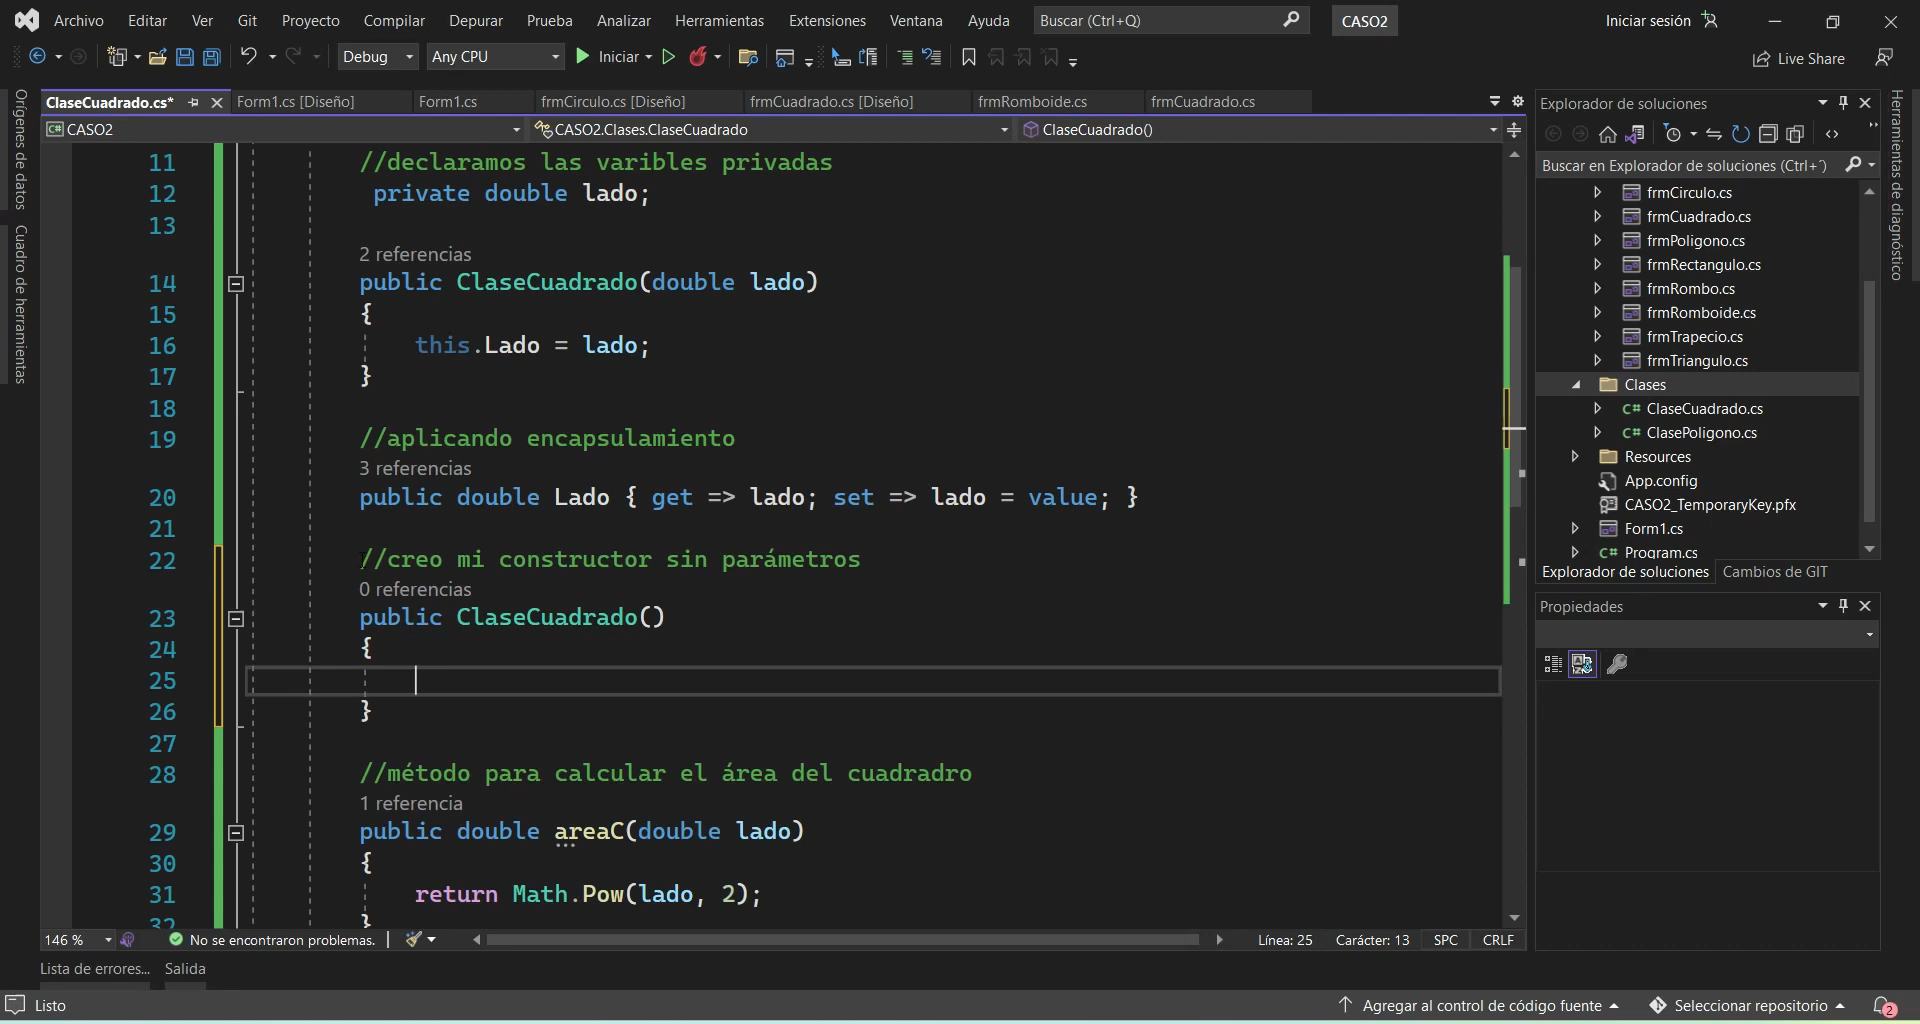 Archivo Editar Ver Git Proyecto Compilar Depurar Prueba Analizar Herramientas Extensiones Ventana Ayuda Buscar (Ctrl+Q) CASO2 Iniciar sesión
Debug Any CPU Iniciar Live Share
ClaseCuadrado.cs* Form1.cs [Diseño] Form1.cs frmCirculo.cs [Diseño] frmCuadrado.cs [Diseño] frmRomboide.cs frmCuadrado.cs
CASO2 CASO2.Clases.ClaseCuadrado ClaseCuadrado()
Orígenes de datos
Cuadro de herramientas
11 //declaramos las varibles privadas
12 private double lado;
13
2 referencias
14 public ClaseCuadrado(double lado)
15 {
16 this.Lado = lado;
17 }
18
19 //aplicando encapsulamiento
3 referencias
20 public double Lado { get => lado; set => lado = value; }
21
22 //creo mi constructor sin parámetros
0 referencias
23 public ClaseCuadrado()
24 {
25
26 }
27
28 //método para calcular el área del cuadradro
1 referencia
29 public double areaC(double lado)
30 {
31 return Math.Pow(lado, 2);
32 }
146 % No se encontraron problemas. Línea: 25 Carácter: 13 SPC CRLF
Lista de errores... Salida
Explorador de soluciones
Buscar en Explorador de soluciones (Ctrl+´)
frmCirculo.cs
frmCuadrado.cs
frmPoligono.cs
frmRectangulo.cs
frmRombo.cs
frmRomboide.cs
frmTrapecio.cs
frmTriangulo.cs
Clases
C# ClaseCuadrado.cs
C# ClasePoligono.cs
Resources
App.config
CASO2_TemporaryKey.pfx
Form1.cs
C# Program.cs
Explorador de soluciones Cambios de GIT
Propiedades
Herramientas de diagnóstico
Listo Agregar al control de código fuente Seleccionar repositorio 2